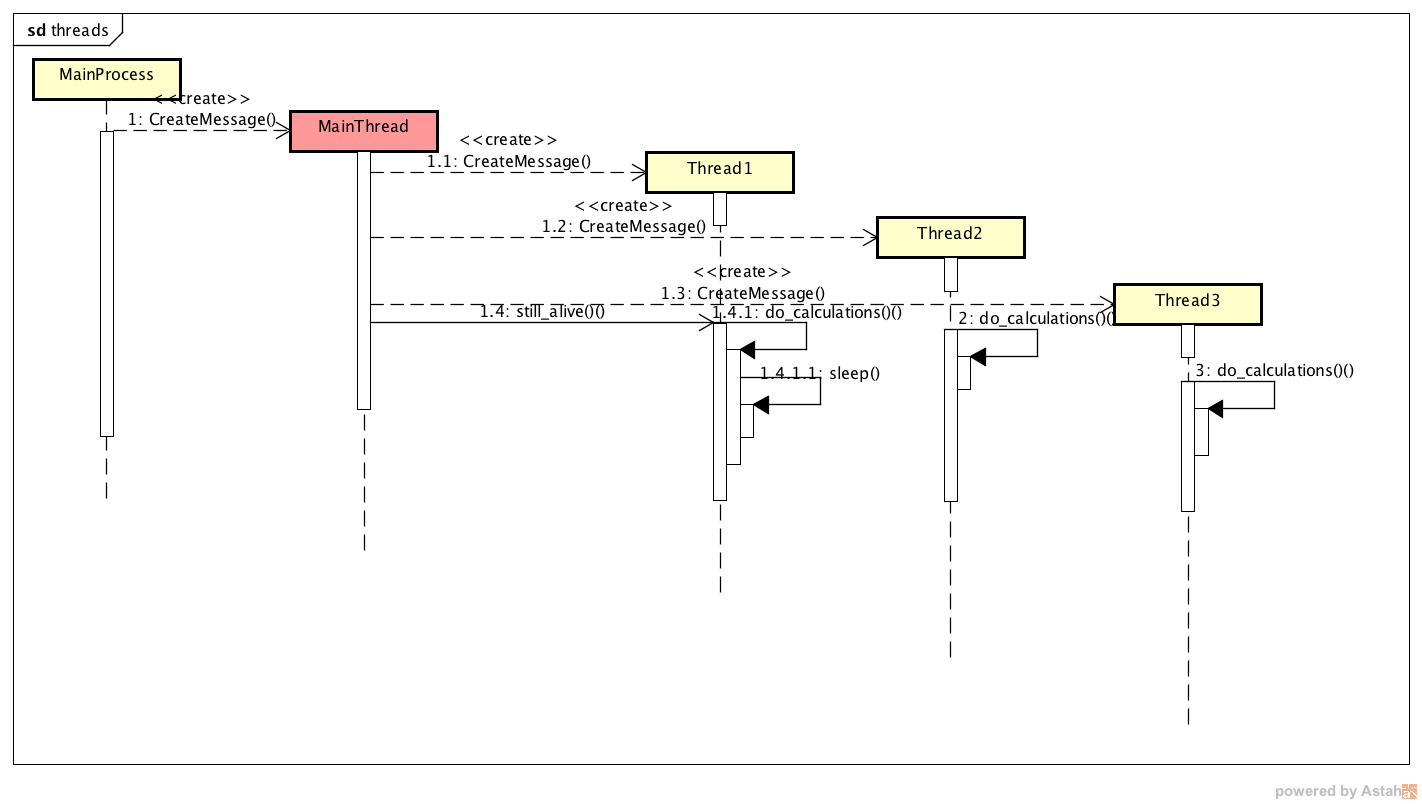 sd threads
MainProcess
<<create>>
1: CreateMessage()
MainThread
<<create>>
1.1: CreateMessage()
Thread1
<<create>>
1.2: CreateMessage()
Thread2
<<create>>
1.3: CreateMessage()
Thread3
1.4: still_alive()()
1.4.1: do_calculations()()
2: do_calculations()()
1.4.1.1: sleep()
3: do_calculations()()
powered by Astah